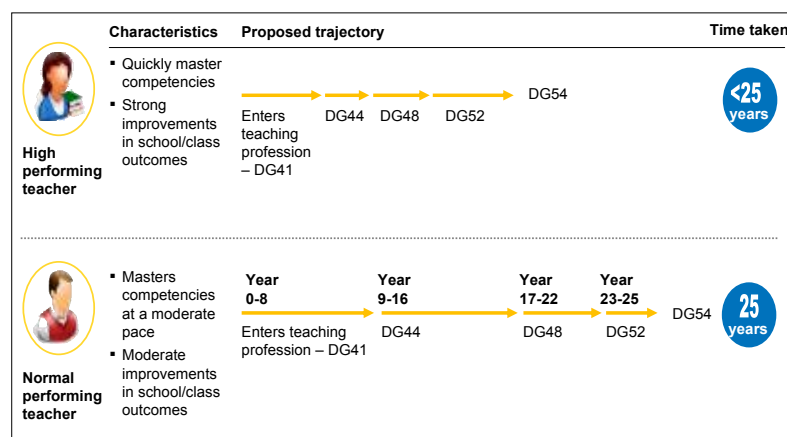 Characteristics Proposed trajectory Time taken
▪ Quickly master
competencies
▪ Strong
improvements
in school/class
outcomes
High
performing
teacher
Enters
teaching
profession
– DG41
DG44 DG48 DG52 DG54
<25
years
▪ Masters
competencies
at a moderate
pace
▪ Moderate
improvements
in school/class
outcomes
Normal
performing
teacher
Year
0-8
Year
9-16
Year
17-22
Year
23-25
Enters teaching
profession – DG41
DG44 DG48 DG52 DG54
25
years